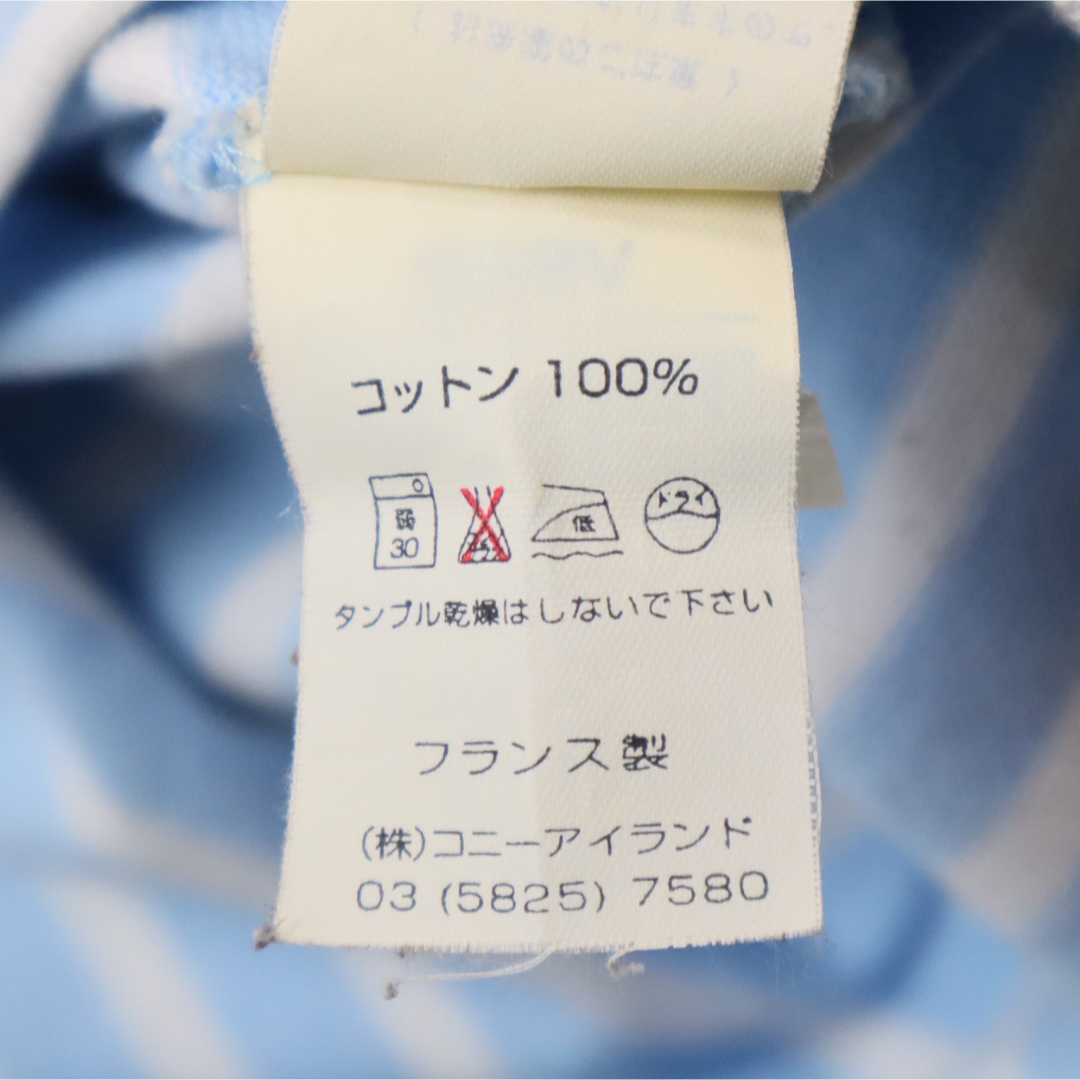 コットン 100%
弱 30 低 ドライ
タンブル乾燥はしないで下さい
フランス製
(株)コニーアイランド
03 (5825) 7580